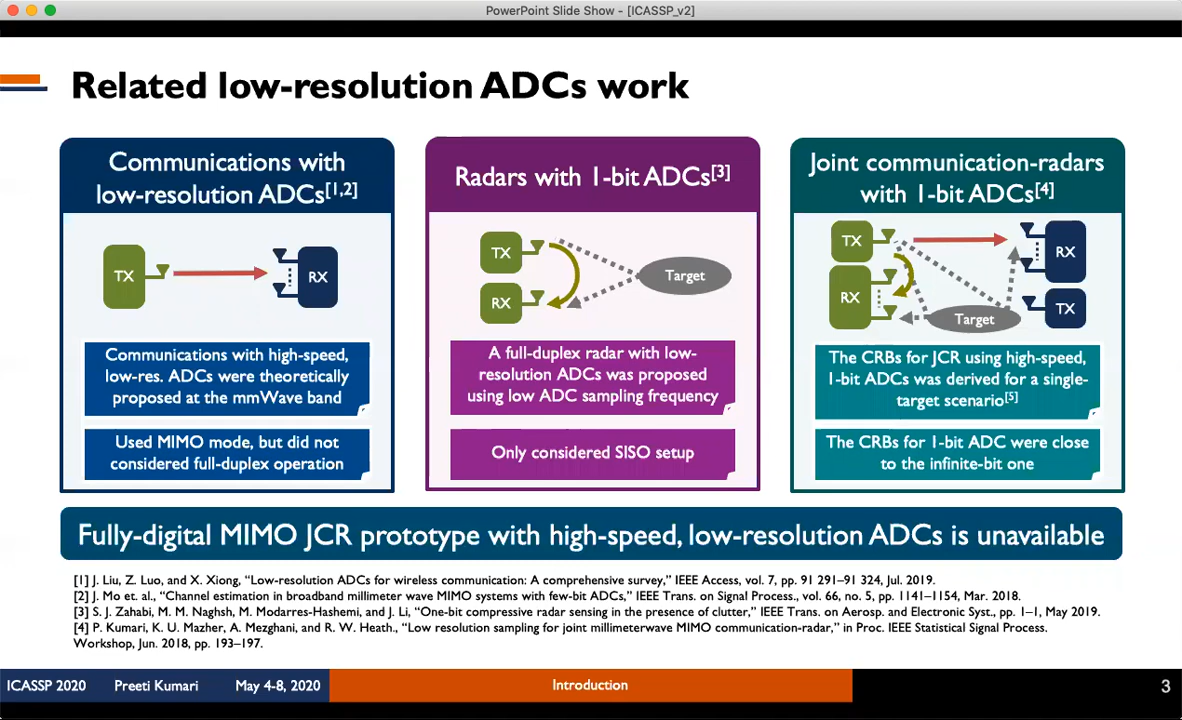 PowerPoint Slide Show - [ICASSP_v2]
Related low-resolution ADCs work
Communications with
low-resolution ADCs[1,2]
TX
RX
Communications with high-speed,
low-res. ADCs were theoretically
proposed at the mmWave band
Used MIMO mode, but did not
considered full-duplex operation
Radars with 1-bit ADCs[3]
TX
RX
Target
A full-duplex radar with low-
resolution ADCs was proposed
using low ADC sampling frequency
Only considered SISO setup
Joint communication-radars
with 1-bit ADCs[4]
TX
RX
RX
TX
Target
The CRBs for JCR using high-speed,
1-bit ADCs was derived for a single-
target scenario[5]
The CRBs for 1-bit ADC were close
to the infinite-bit one
Fully-digital MIMO JCR prototype with high-speed, low-resolution ADCs is unavailable
[1] J. Liu, Z. Luo, and X. Xiong, “Low-resolution ADCs for wireless communication: A comprehensive survey,” IEEE Access, vol. 7, pp. 91 291–91 324, Jul. 2019.
[2] J. Mo et. al., “Channel estimation in broadband millimeter wave MIMO systems with few-bit ADCs,” IEEE Trans. on Signal Process., vol. 66, no. 5, pp. 1141–1154, Mar. 2018.
[3] S. J. Zahabi, M. M. Naghsh, M. Modarres-Hashemi, and J. Li, “One-bit compressive radar sensing in the presence of clutter,” IEEE Trans. on Aerosp. and Electronic Syst., pp. 1–1, May 2019.
[4] P. Kumari, K. U. Mazher, A. Mezghani, and R. W. Heath., “Low resolution sampling for joint millimeterwave MIMO communication-radar,” in Proc. IEEE Statistical Signal Process.
Workshop, Jun. 2018, pp. 193–197.
ICASSP 2020 Preeti Kumari May 4-8, 2020 Introduction 3